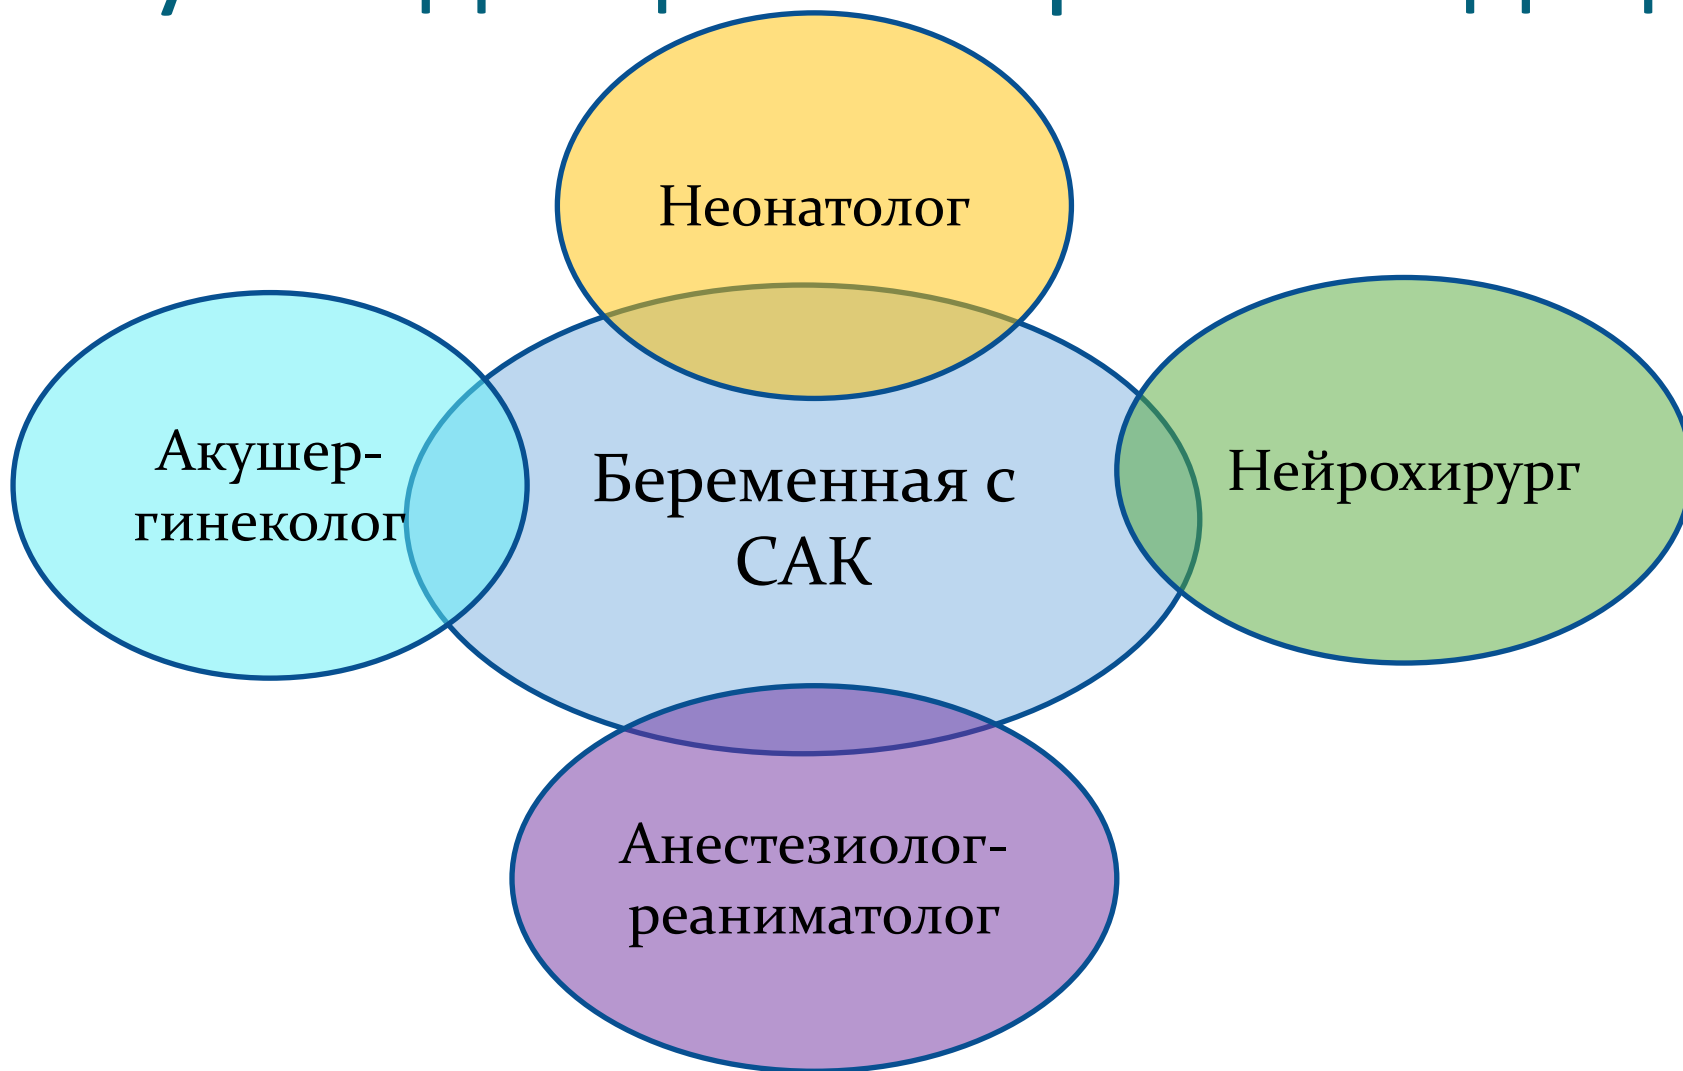 Неонатолог
Акушер-
гинеколог
Беременная с
САК
Нейрохирург
Анестезиолог-
реаниматолог